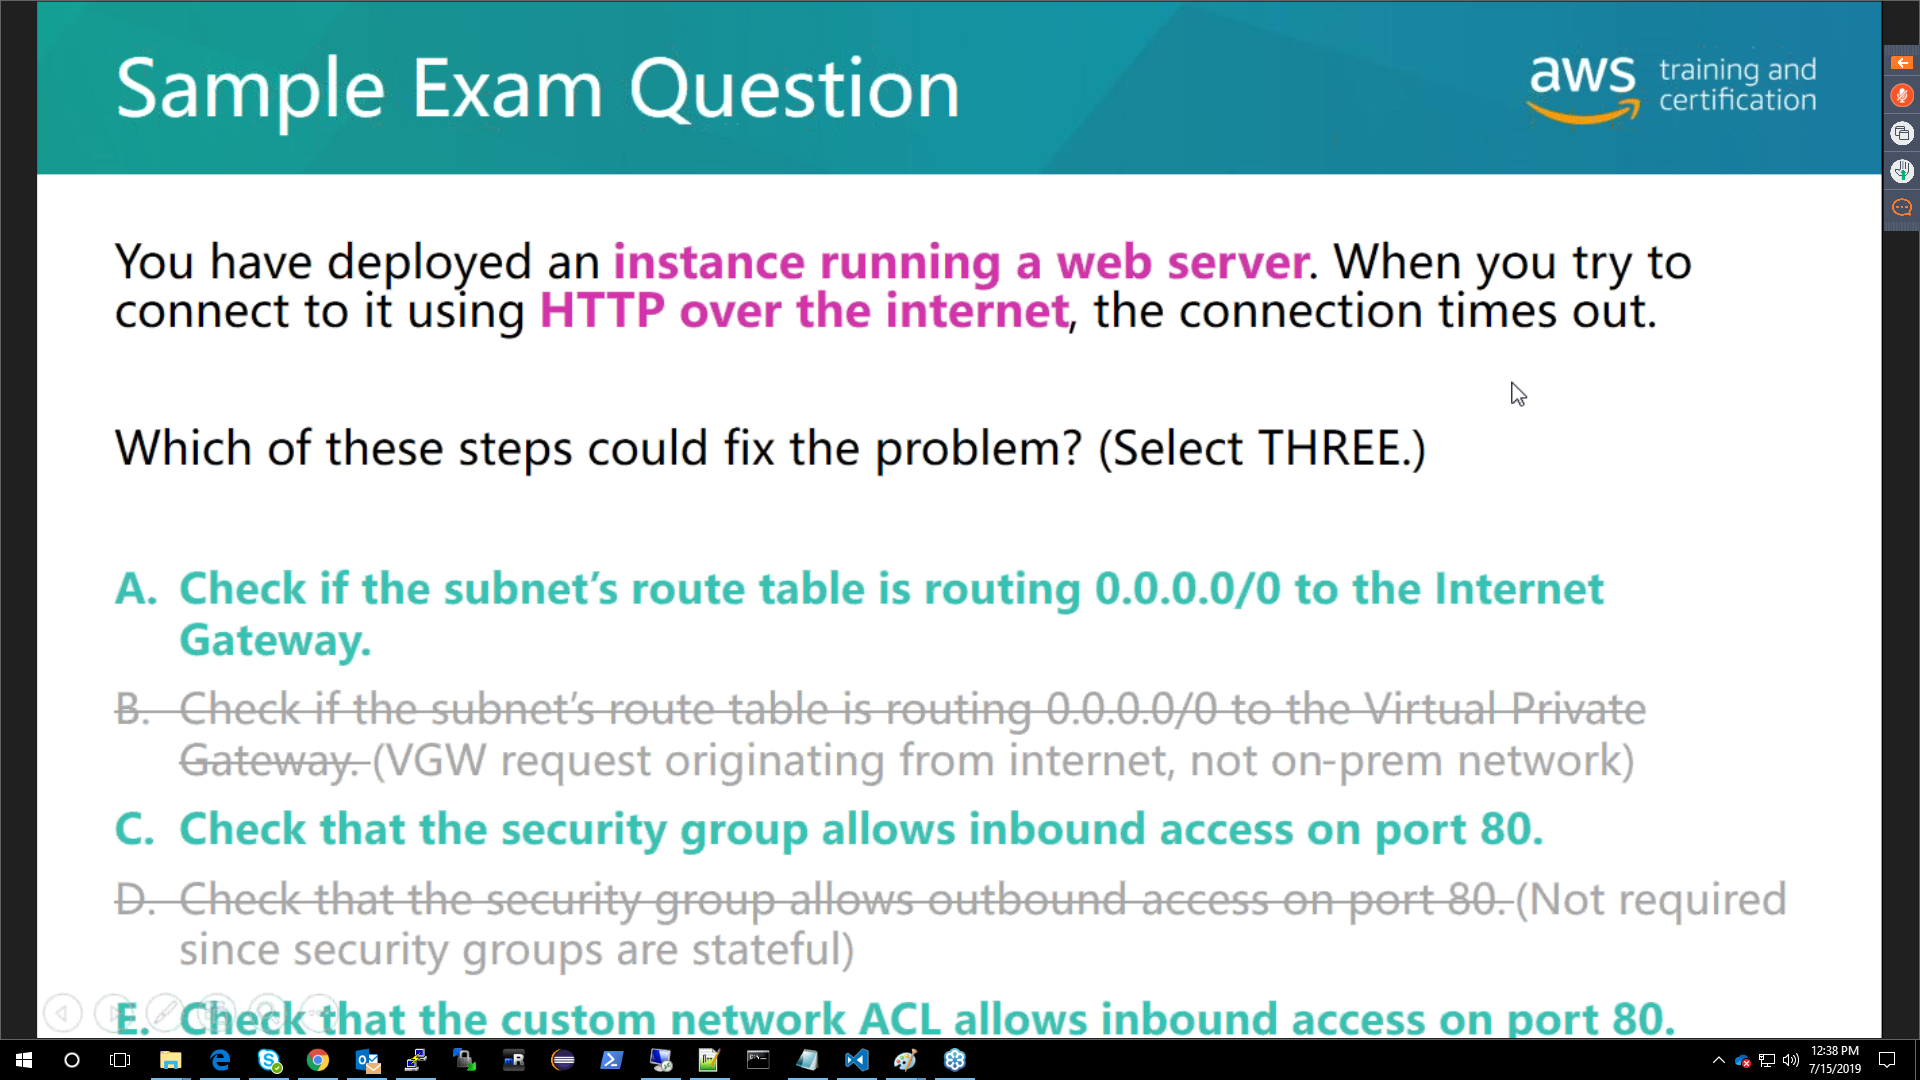 Sample Exam Question
aws training and
certification
You have deployed an instance running a web server. When you try to
connect to it using HTTP over the internet, the connection times out.
Which of these steps could fix the problem? (Select THREE.)
A. Check if the subnet’s route table is routing 0.0.0.0/0 to the Internet
Gateway.
B. Check if the subnet’s route table is routing 0.0.0.0/0 to the Virtual Private
Gateway. (VGW request originating from internet, not on-prem network)
C. Check that the security group allows inbound access on port 80.
D. Check that the security group allows outbound access on port 80. (Not required
since security groups are stateful)
E. Check that the custom network ACL allows inbound access on port 80.
12:38 PM
7/15/2019